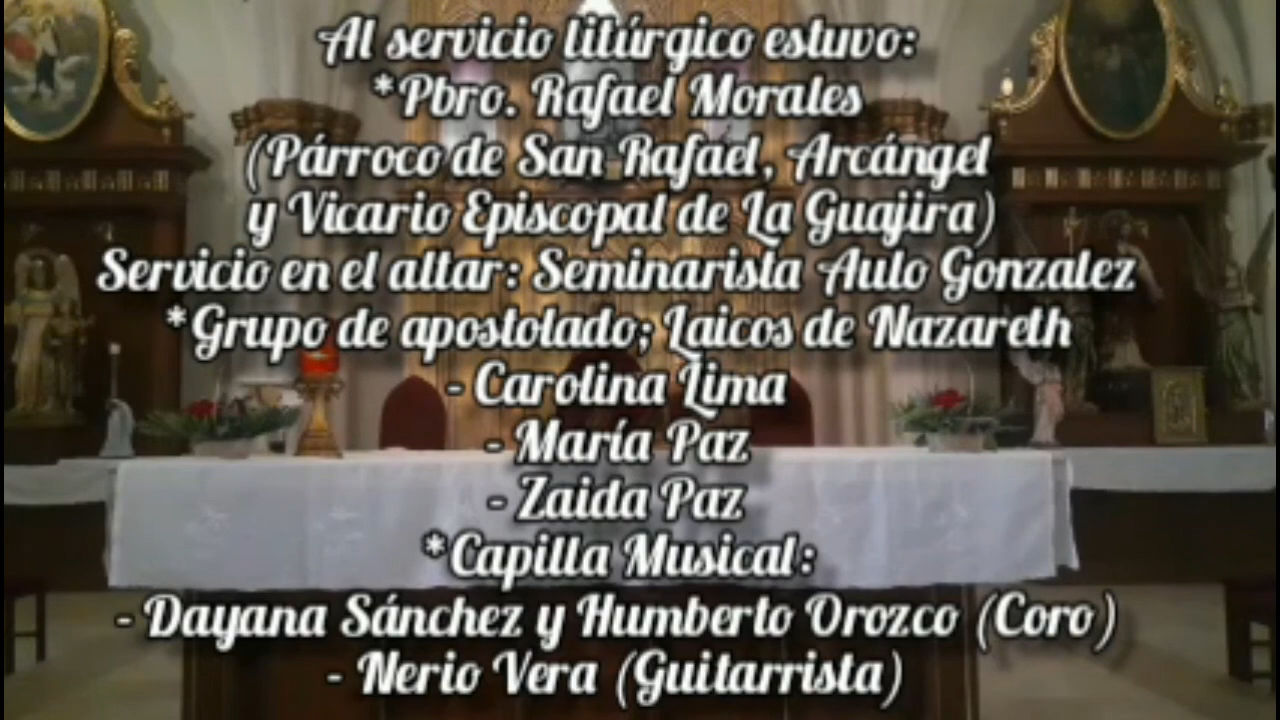 Al servicio litúrgico estuvo:
*Pbro. Rafael Morales
(Párroco de San Rafael, Arcángel
y Vicario Episcopal de La Guajira)
Servicio en el altar: Seminarista Aulo Gonzalez
*Grupo de apostolado; Laicos de Nazareth
- Carolina Lima
- María Paz
- Zaida Paz
*Capilla Musical:
- Dayana Sánchez y Humberto Orozco (Coro)
- Nerio Vera (Guitarrista)